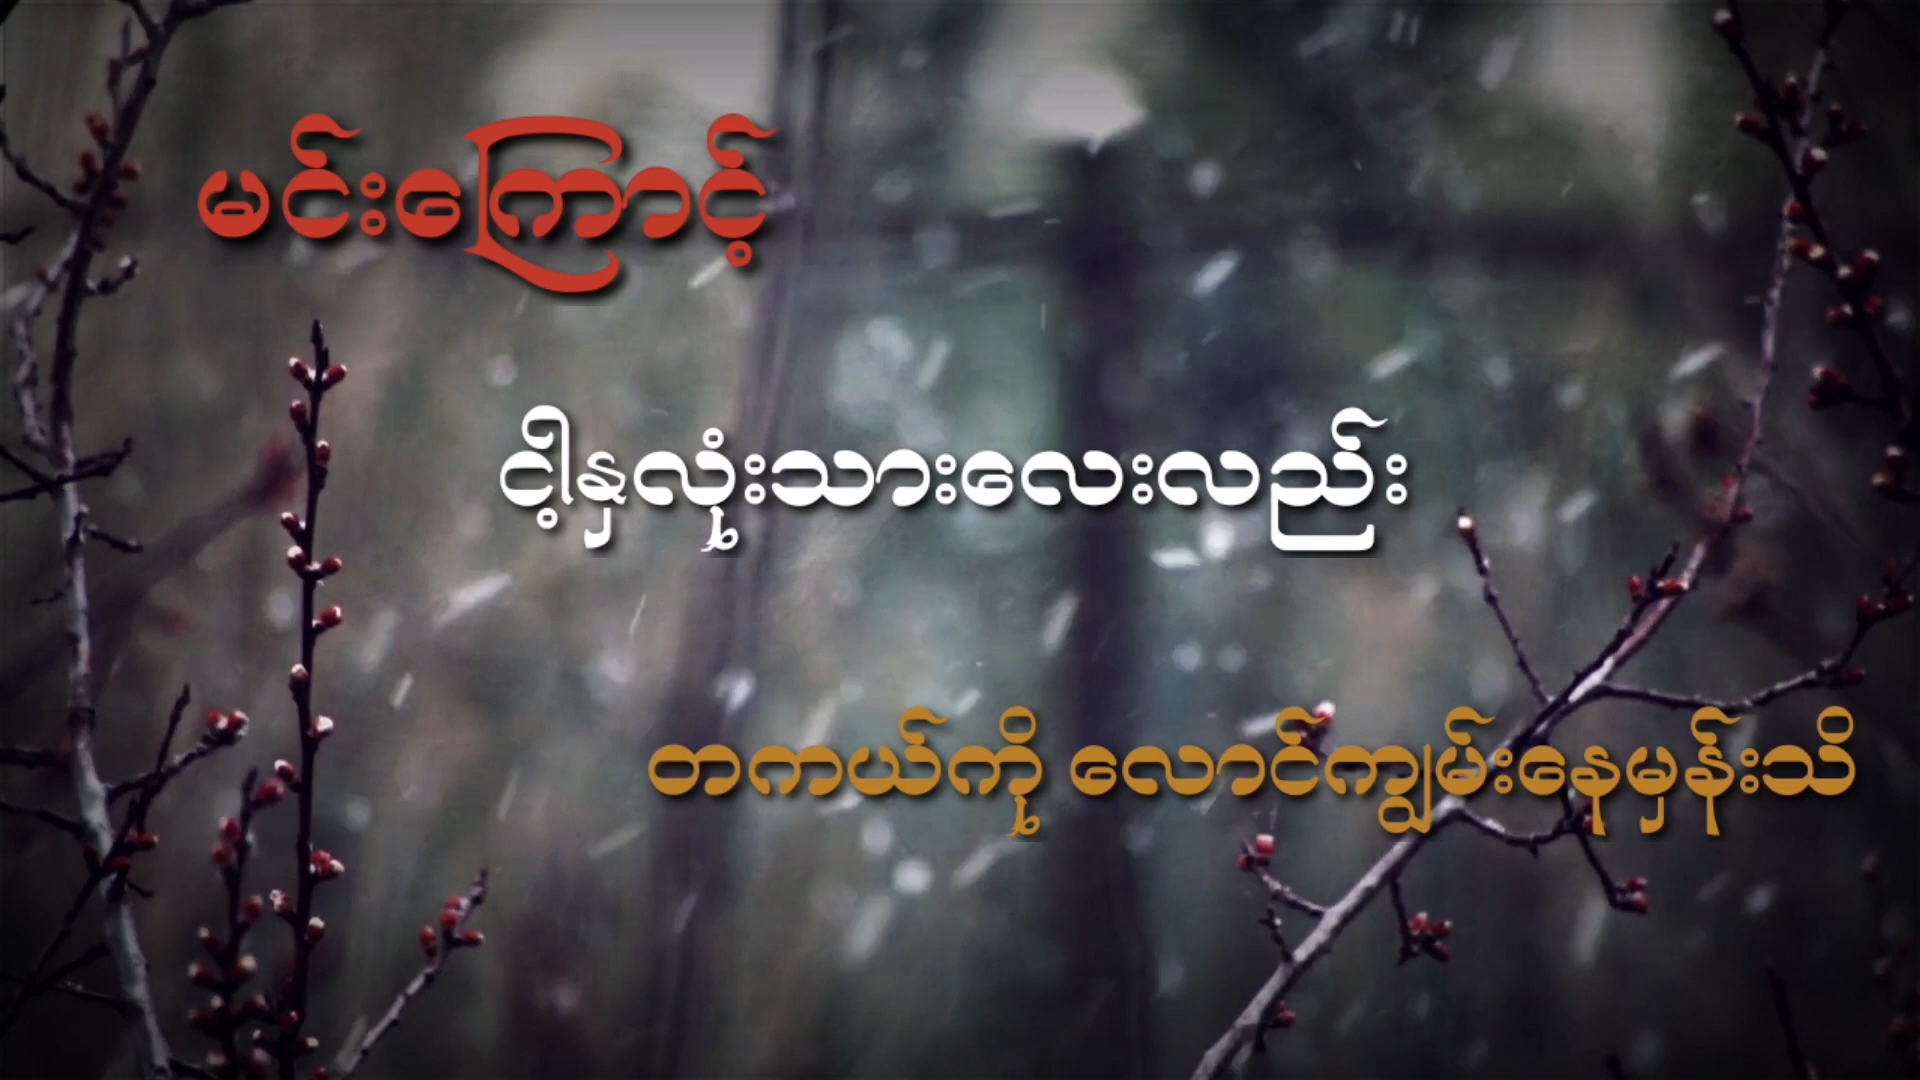 မင်းကြောင့်
ငါ့နှလုံးသားလေးလည်း
တကယ်ကို လောင်ကျွမ်းနေမှန်းသိ